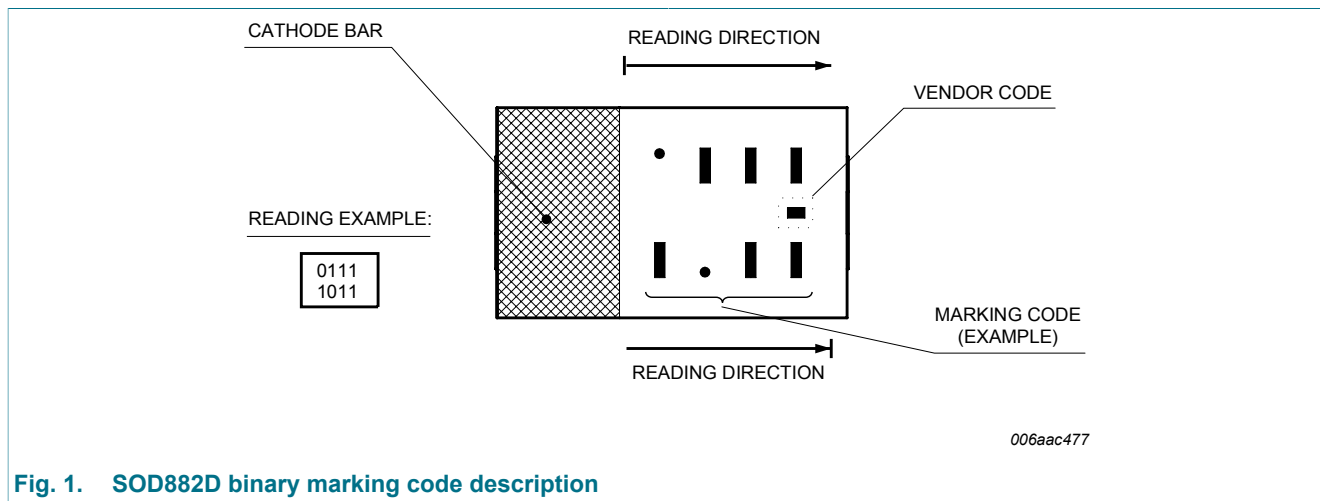 CATHODE BAR
READING DIRECTION
VENDOR CODE
READING EXAMPLE:
0111
1011
MARKING CODE
(EXAMPLE)
READING DIRECTION
006aac477
Fig. 1. SOD882D binary marking code description